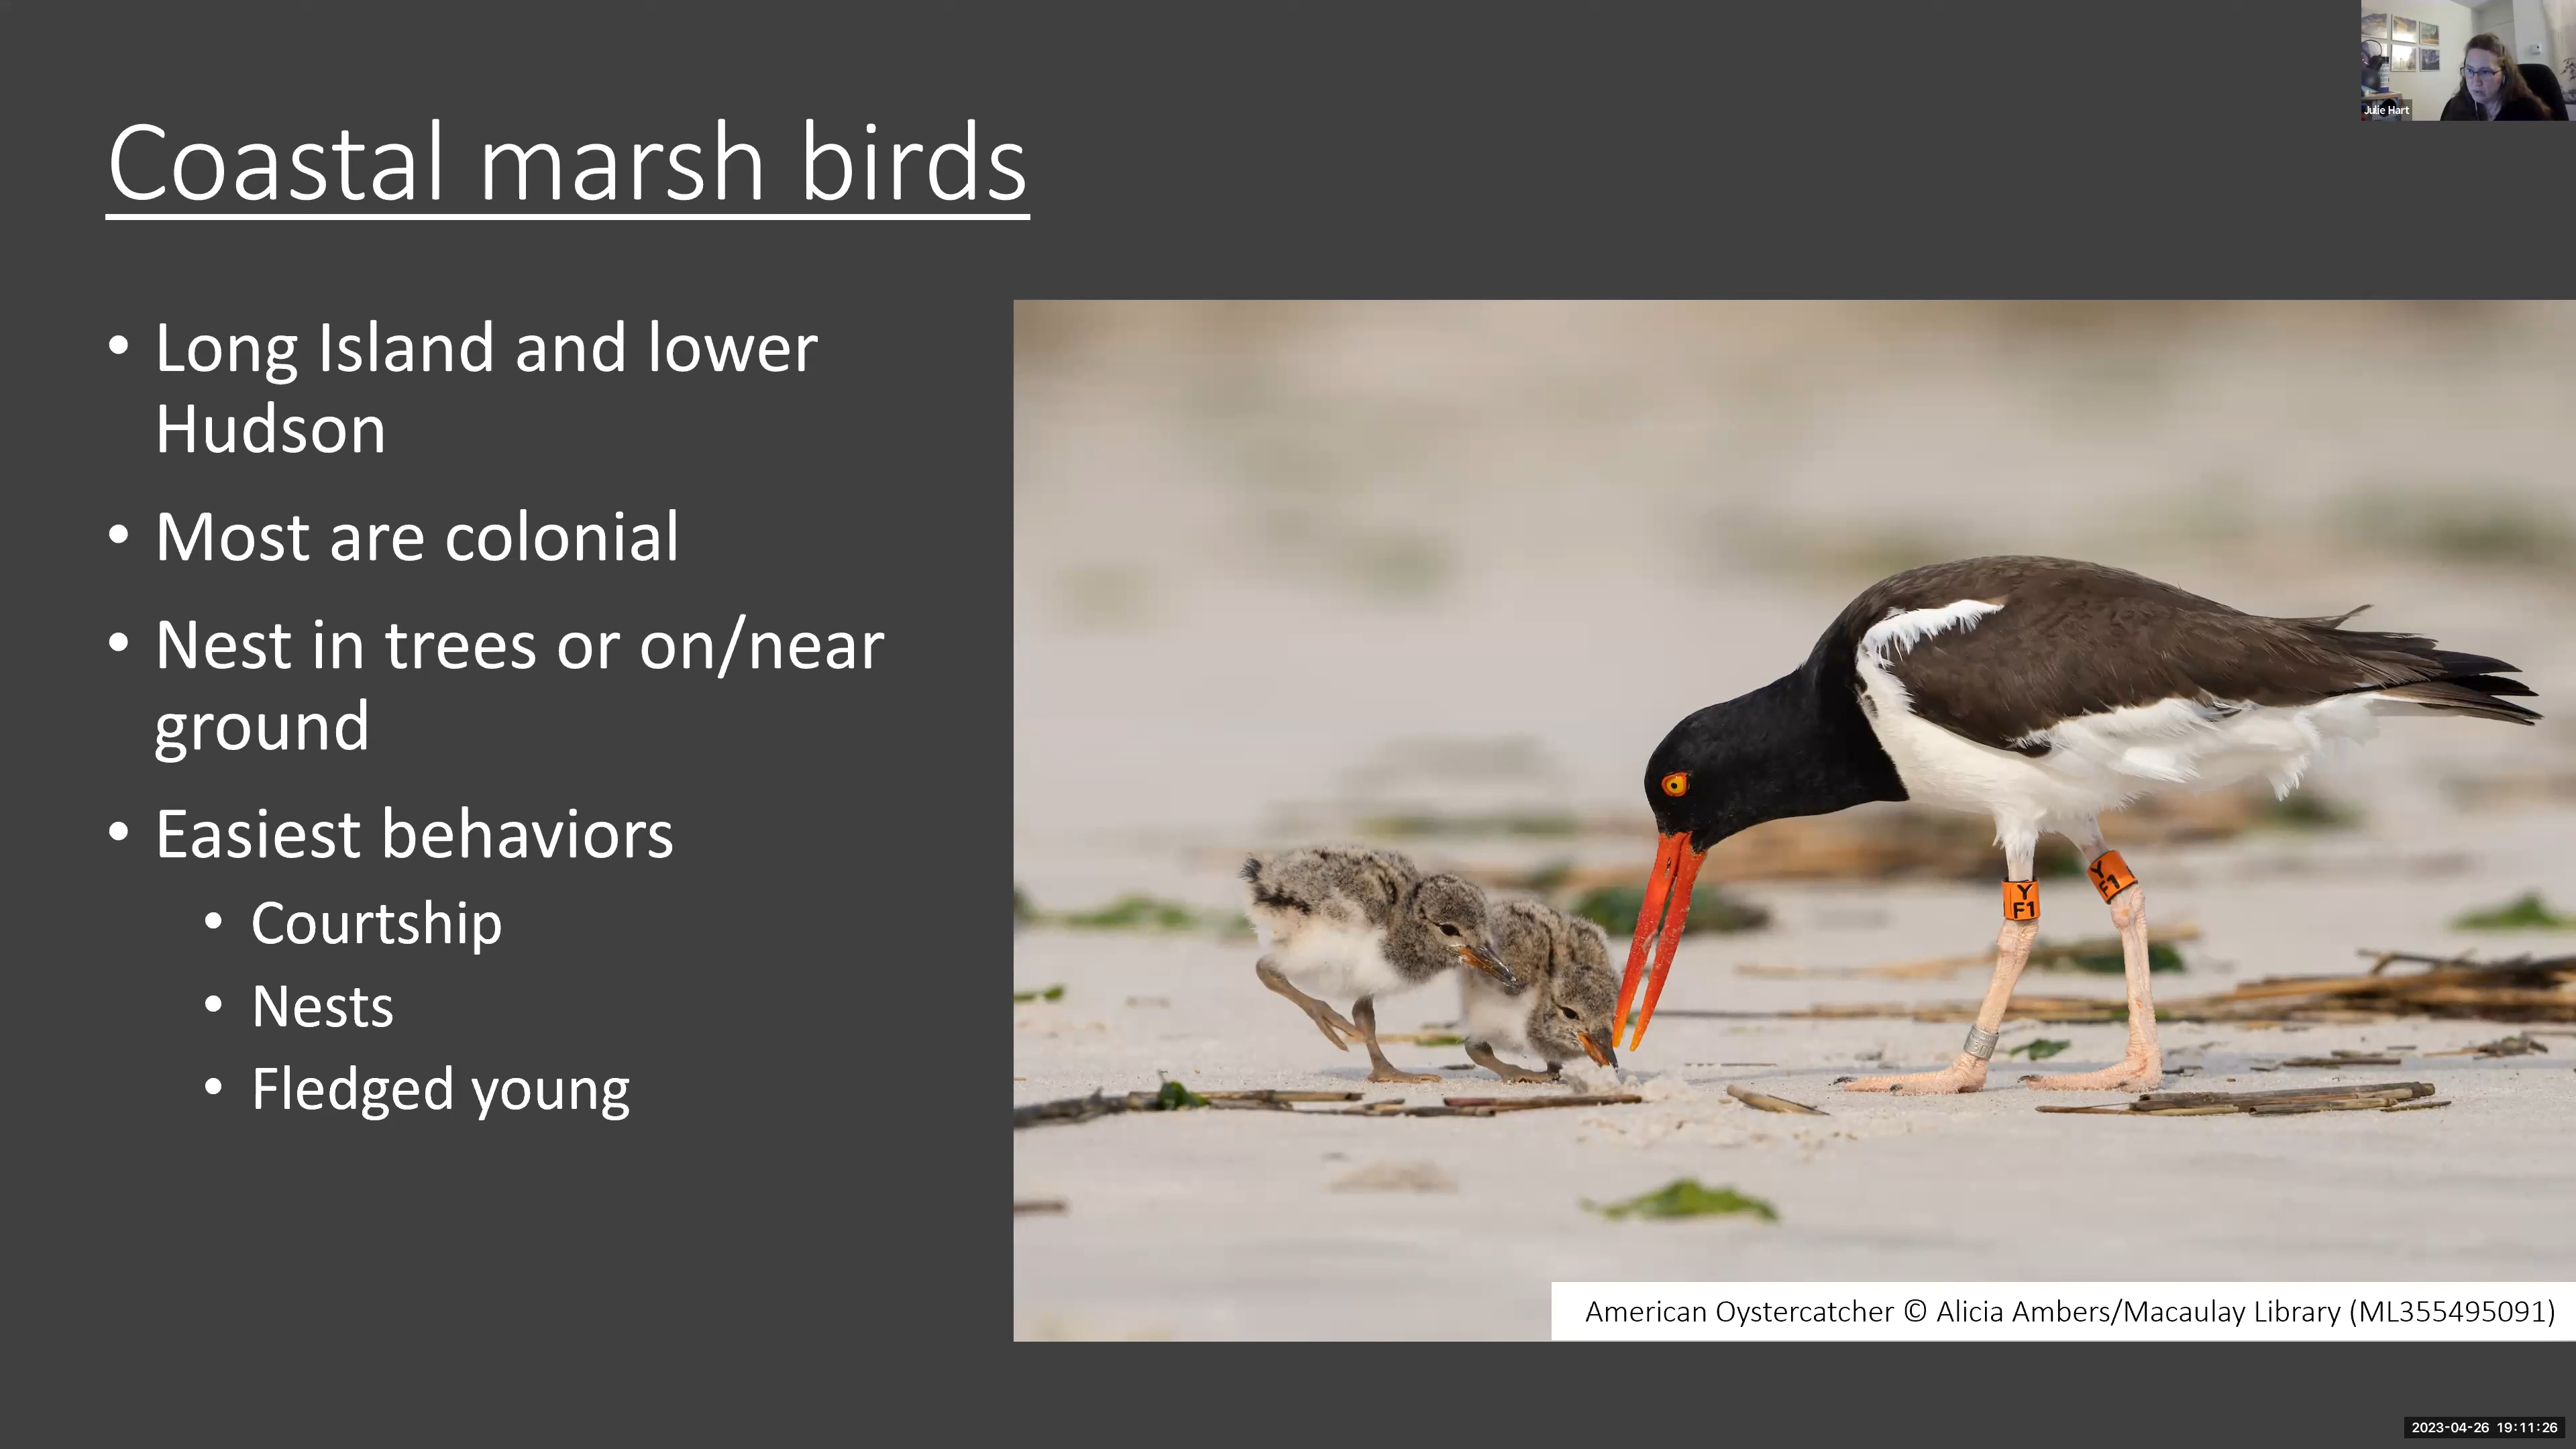 Julie Hart
Coastal marsh birds
• Long Island and lower
Hudson
• Most are colonial
• Nest in trees or on/near
ground
• Easiest behaviors
• Courtship
• Nests
• Fledged young
Y
F1
Y
F1
American Oystercatcher © Alicia Ambers/Macaulay Library (ML355495091)
2023-04-26 19:11:26